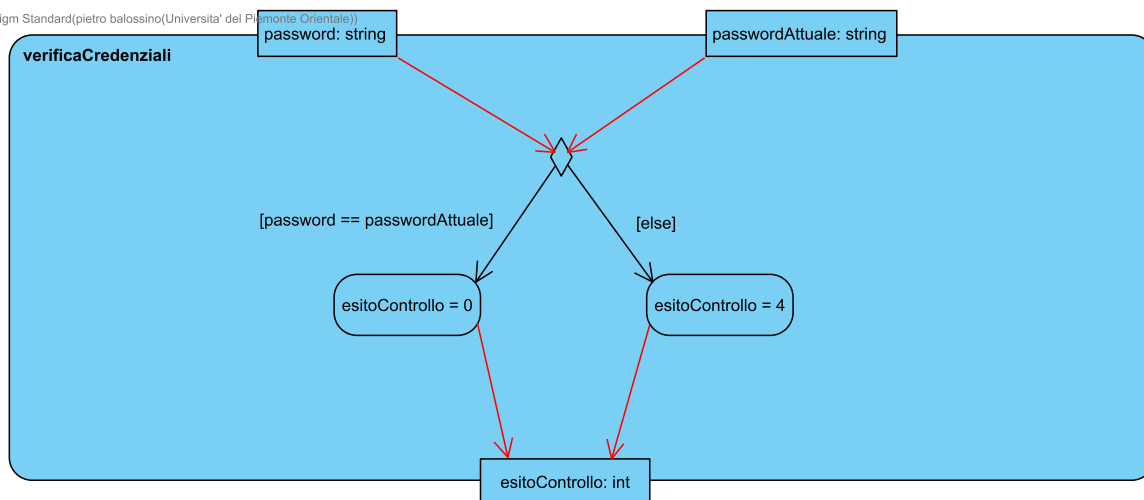 igm Standard(pietro balossino(Universita' del Piemonte Orientale))
password: string
passwordAttuale: string
verificaCredenziali
[password == passwordAttuale]
[else]
esitoControllo = 0
esitoControllo = 4
esitoControllo: int